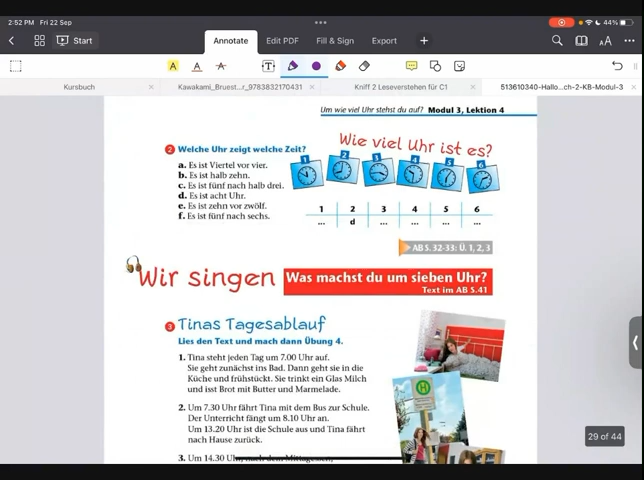 2:52 PM Fri 22 Sep
44%
Start
Annotate
Edit PDF
Fill & Sign
Export
AA
A
A
A
T
Kursbuch
Kawakami_Bruest...r_9783832170431
Kniff 2 Leseverstehen für C1
513610340-Hallo...ch-2-KB-Modul-3
Um wie viel Uhr stehst du auf? Modul 3, Lektion 4
2 Welche Uhr zeigt welche Zeit?
Wie viel Uhr ist es?
a. Es ist Viertel vor vier.
b. Es ist halb zehn.
c. Es ist fünf nach halb drei.
d. Es ist acht Uhr.
e. Es ist zehn vor zwölf.
f. Es ist fünf nach sechs.
1 2 3 4 5 6
1 2 3 4 5 6
... d ... ... ... ...
AB S. 32-33: Ü. 1, 2, 3
Wir singen
Was machst du um sieben Uhr?
Text im AB S.41
3 Tinas Tagesablauf
Lies den Text und mach dann Übung 4.
1. Tina steht jeden Tag um 7.00 Uhr auf.
Sie geht zunächst ins Bad. Dann geht sie in die
Küche und frühstückt. Sie trinkt ein Glas Milch
und isst Brot mit Butter und Marmelade.
2. Um 7.30 Uhr fährt Tina mit dem Bus zur Schule.
Der Unterricht fängt um 8.10 Uhr an.
Um 13.20 Uhr ist die Schule aus und Tina fährt
nach Hause zurück.
3. Um 14.30 Uhr, nach dem Mittagessen,
H
29 of 44